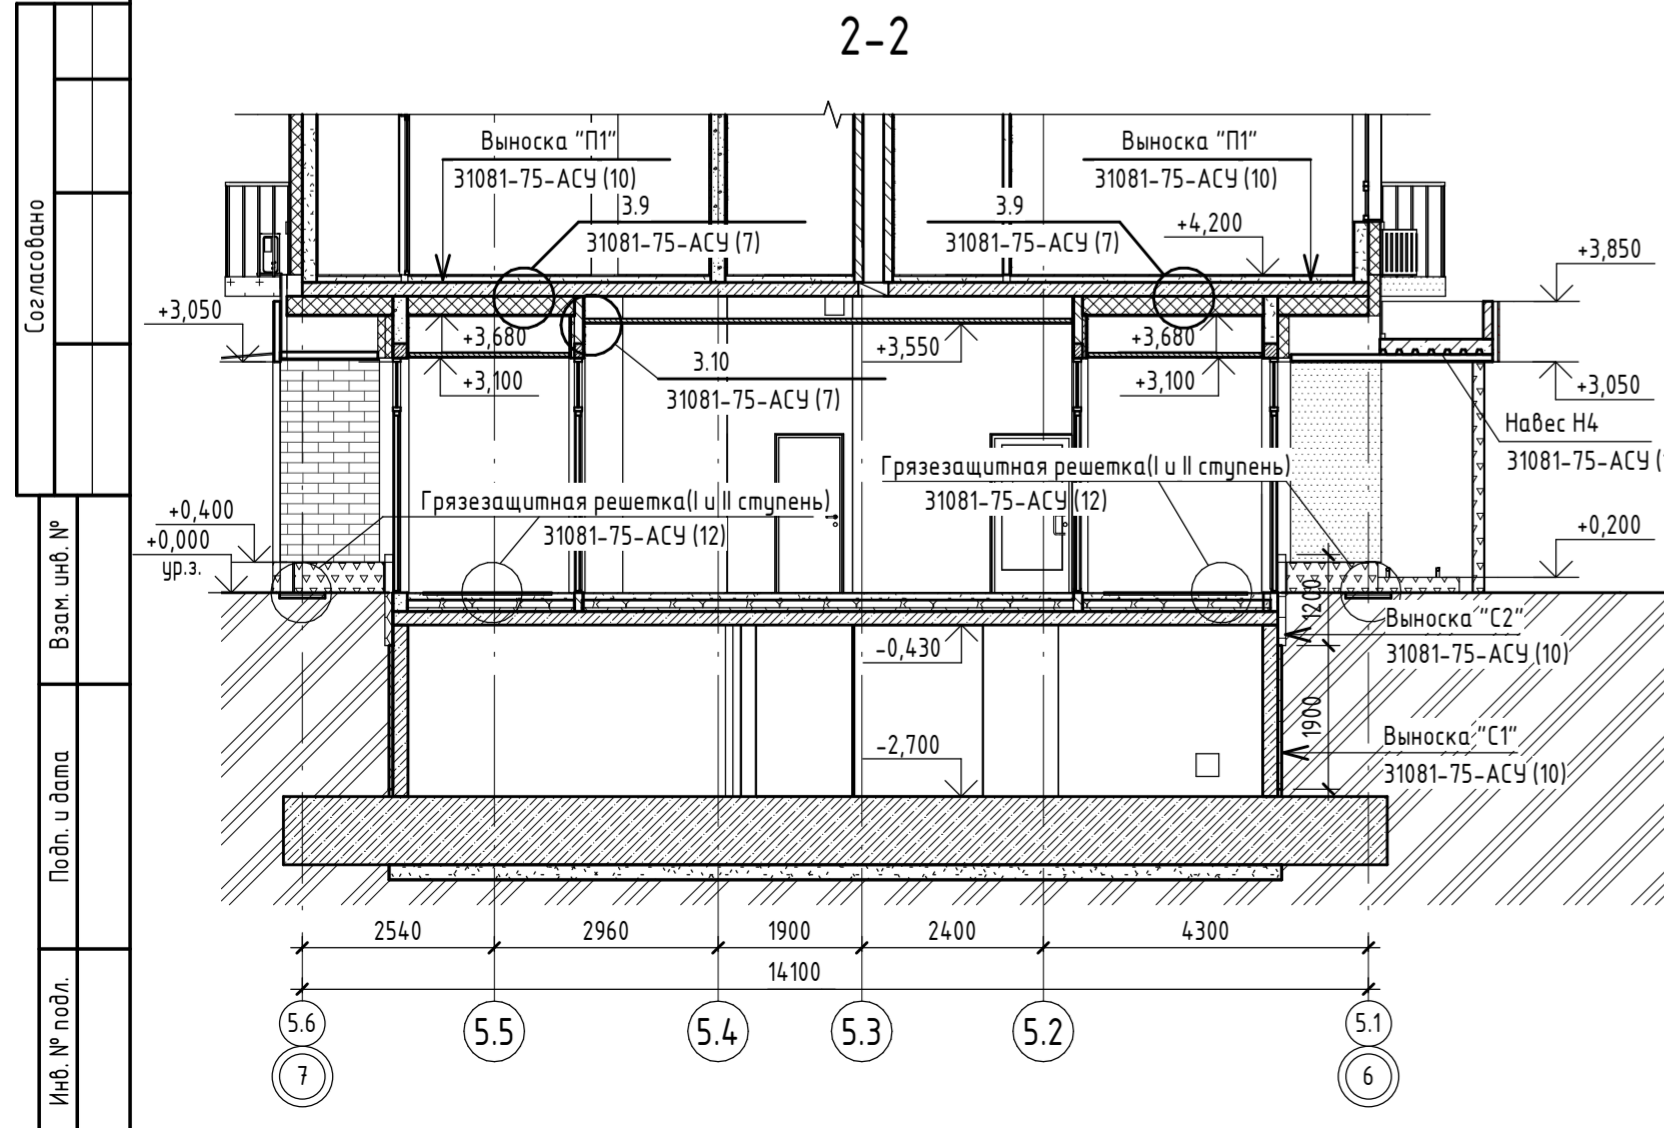 2-2
Согласовано
Взам. инв. №
Подп. и дата
Инв. № подл.
Выноска "П1"
31081-75-АСУ (10)
Выноска "П1"
31081-75-АСУ (10)
3.9
31081-75-АСУ (7)
3.9
31081-75-АСУ (7)
+4,200
+3,850
+3,050
+3,680
+3,550
+3,680
+3,100
3.10
31081-75-АСУ (7)
+3,100
+3,050
Навес Н4
31081-75-АСУ (
Грязезащитная решетка(I и II ступень)
31081-75-АСУ (12)
Грязезащитная решетка(I и II ступень)
31081-75-АСУ (12)
+0,400
+0,000
ур.з.
+0,200
1200
Выноска "С2"
31081-75-АСУ (10)
-0,430
1900
-2,700
Выноска "С1"
31081-75-АСУ (10)
2540
2960
1900
2400
4300
14100
5.6
5.5
5.4
5.3
5.2
5.1
7
6